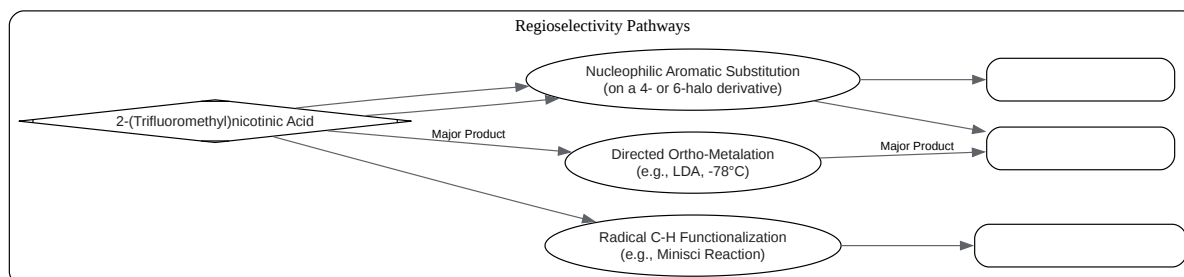 Regioselectivity Pathways
Nucleophilic Aromatic Substitution
(on a 4- or 6-halo derivative)
2-(Trifluoromethyl)nicotinic Acid
Major Product
Directed Ortho-Metalation
(e.g., LDA, -78°C)
Major Product
Radical C-H Functionalization
(e.g., Minisci Reaction)